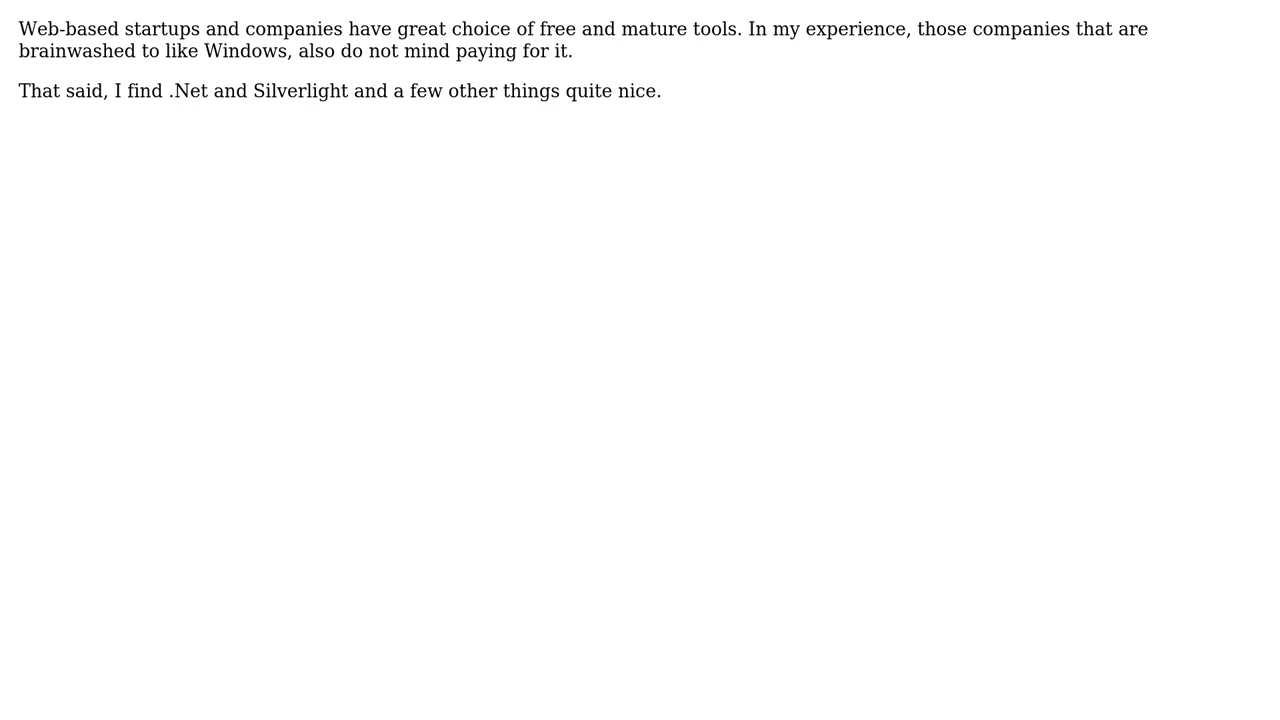 Web-based startups and companies have great choice of free and mature tools. In my experience, those companies that are
brainwashed to like Windows, also do not mind paying for it.
That said, I find .Net and Silverlight and a few other things quite nice.